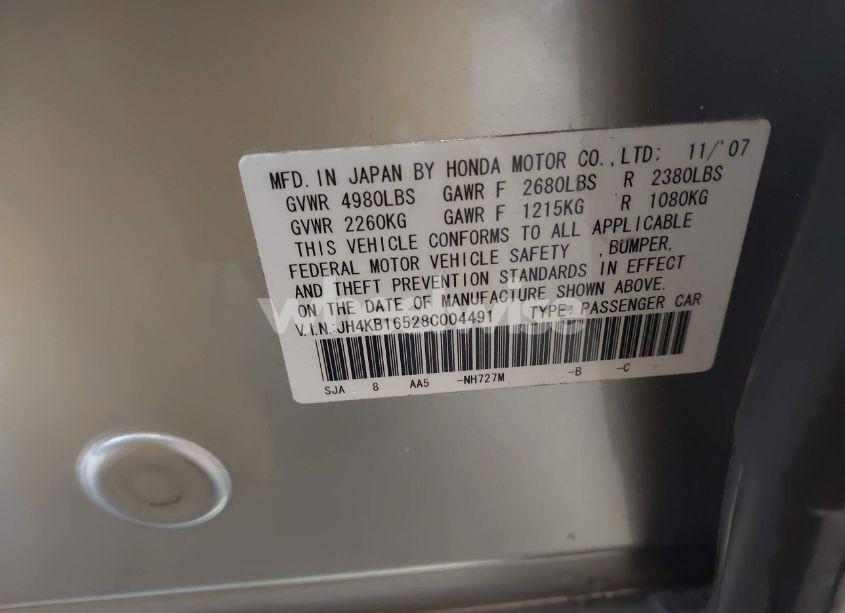 MFD. IN JAPAN BY HONDA MOTOR CO., LTD: 11/'07
GVWR 4980LBS GAWR F 2680LBS R 2380LBS
GVWR 2260KG GAWR F 1215KG R 1080KG
THIS VEHICLE CONFORMS TO ALL APPLICABLE
FEDERAL MOTOR VEHICLE SAFETY , BUMPER,
AND THEFT PREVENTION STANDARDS IN EFFECT
ON THE DATE OF MANUFACTURE SHOWN ABOVE.
V.I.N.:JH4KB16528C004491 TYPE: PASSENGER CAR
SJA 8 AA5 -NH727M -B -C
wheelwise